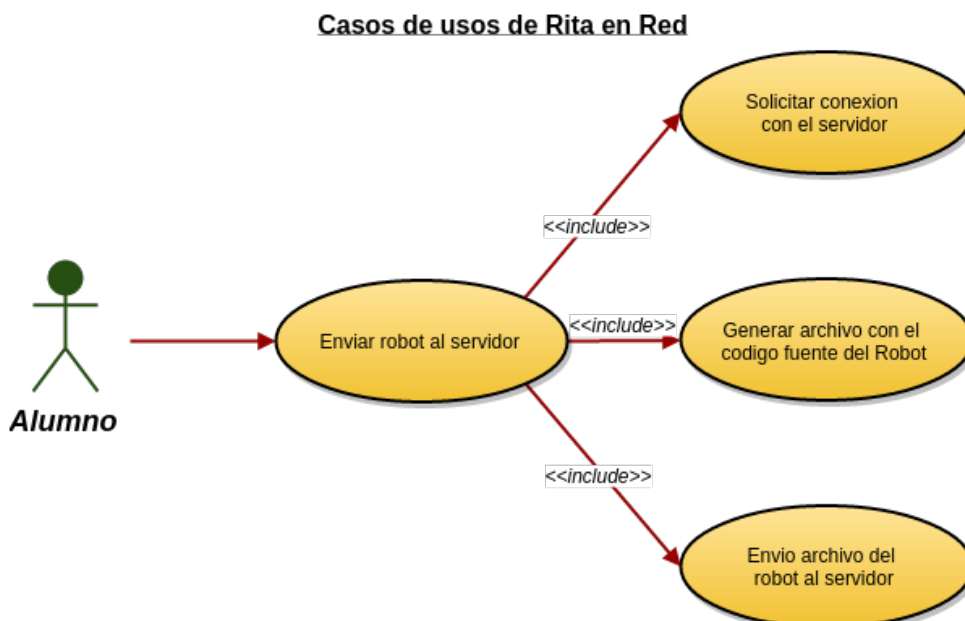 Casos de usos de Rita en Red
Solicitar conexion
con el servidor
<<include>>
Enviar robot al servidor
<<include>>
Generar archivo con el
codigo fuente del Robot
Alumno
<<include>>
Envio archivo del
robot al servidor